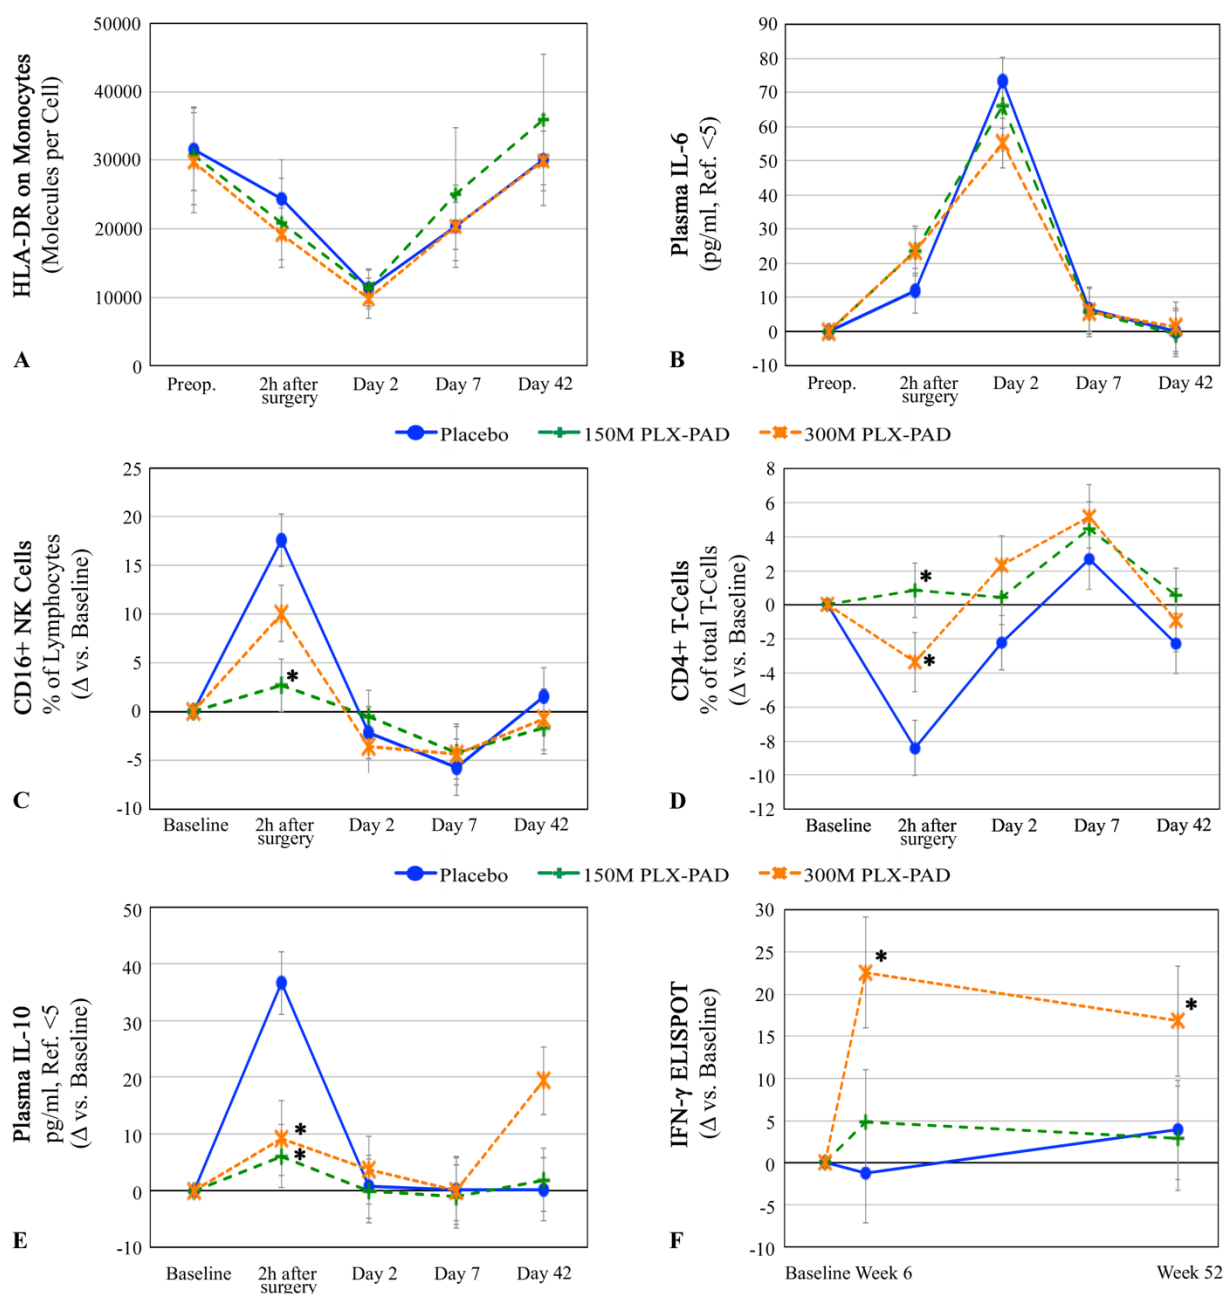 50000
40000
30000
20000
10000
0
HLA-DR on Monocytes
(Molecules per Cell)
A
Preop.
2h after
surgery
Day 2
Day 7
Day 42
90
80
70
60
50
40
30
20
10
0
-10
Plasma IL-6
(pg/ml, Ref. <5)
B
Preop.
2h after
surgery
Day 2
Day 7
Day 42
Placebo
150M PLX-PAD
300M PLX-PAD
25
20
15
10
5
0
-5
-10
CD16+ NK Cells
% of Lymphocytes
(Δ vs. Baseline)
*
C
Baseline
2h after
surgery
Day 2
Day 7
Day 42
8
6
4
2
0
-2
-4
-6
-8
-10
-12
CD4+ T-Cells
% of total T-Cells
(Δ vs. Baseline)
*
*
D
Baseline
2h after
surgery
Day 2
Day 7
Day 42
Placebo
150M PLX-PAD
300M PLX-PAD
50
40
30
20
10
0
-10
Plasma IL-10
pg/ml, Ref. <5
(Δ vs. Baseline)
*
*
E
Baseline
2h after
surgery
Day 2
Day 7
Day 42
30
25
20
15
10
5
0
-5
-10
IFN-γ ELISPOT
(Δ vs. Baseline)
*
*
F
Baseline
Week 6
Week 52